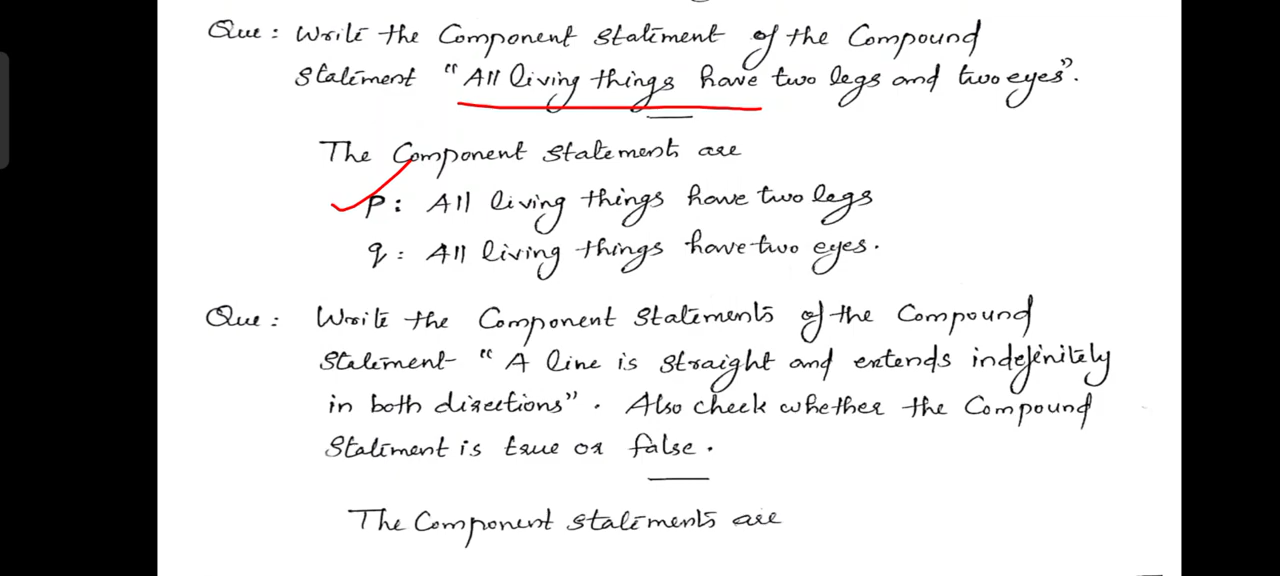 Que : Write the Component Statement of the Compound
Statement "All living things have two legs and two eyes".
The Component Statements are
p : All living things have two legs
q : All living things have two eyes.
Que : Write the Component Statements of the Compound
Statement "A line is straight and extends indefinitely
in both directions". Also check whether the Compound
Statement is true or false.
The Component Statements are